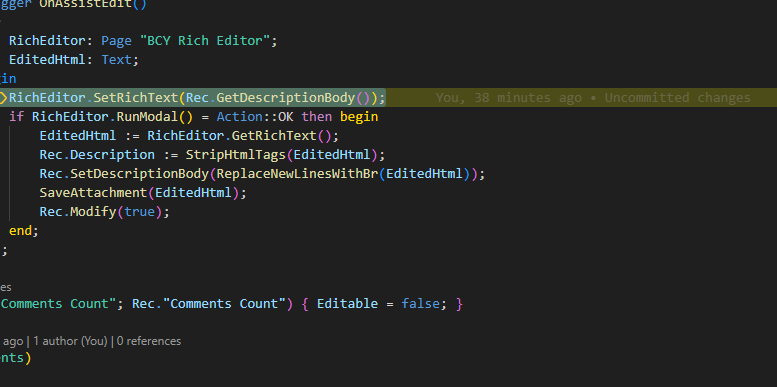 gger OnAssistEdit()
RichEditor: Page "BCY Rich Editor";
EditedHtml: Text;
gin
RichEditor.SetRichText(Rec.GetDescriptionBody()); You, 38 minutes ago • Uncommitted changes
if RichEditor.RunModal() = Action::OK then begin
EditedHtml := RichEditor.GetRichText();
Rec.Description := StripHtmlTags(EditedHtml);
Rec.SetDescriptionBody(ReplaceNewLinesWithBr(EditedHtml));
SaveAttachment(EditedHtml);
Rec.Modify(true);
end;
;
es
Comments Count"; Rec."Comments Count") { Editable = false; }
ago | 1 author (You) | 0 references
nts)